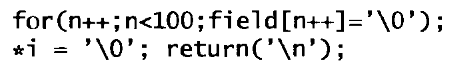 for(n++;n<100;field[n++]='\0');
*i = '\0'; return('\n');